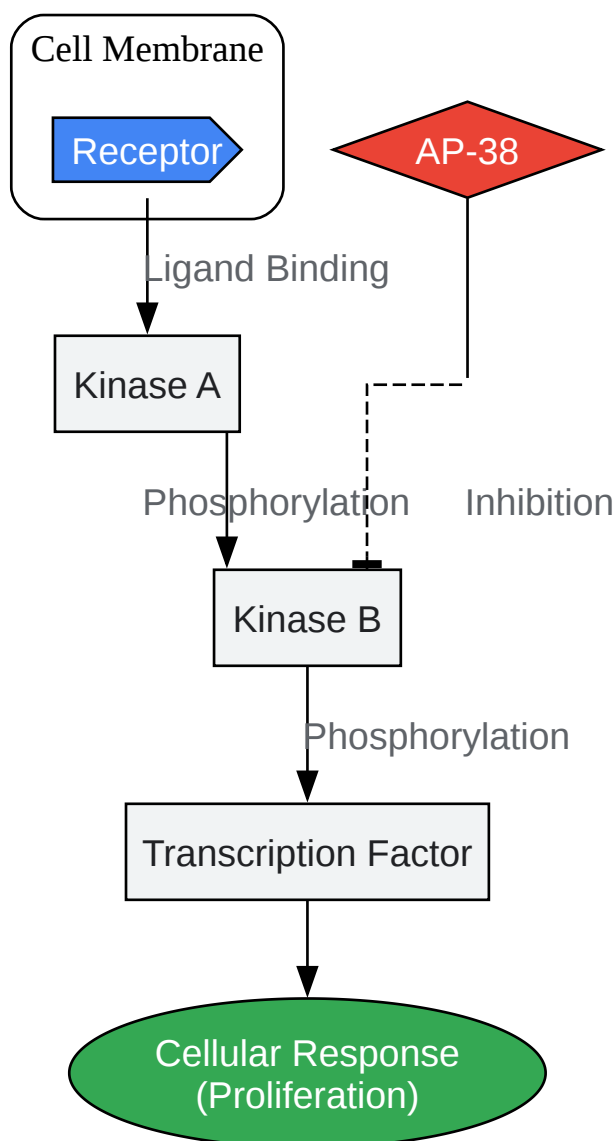 Cell Membrane
Receptor
AP-38
Ligand Binding
Kinase A
Phosphorylation
Inhibition
Kinase B
Phosphorylation
Transcription Factor
Cellular Response
(Proliferation)